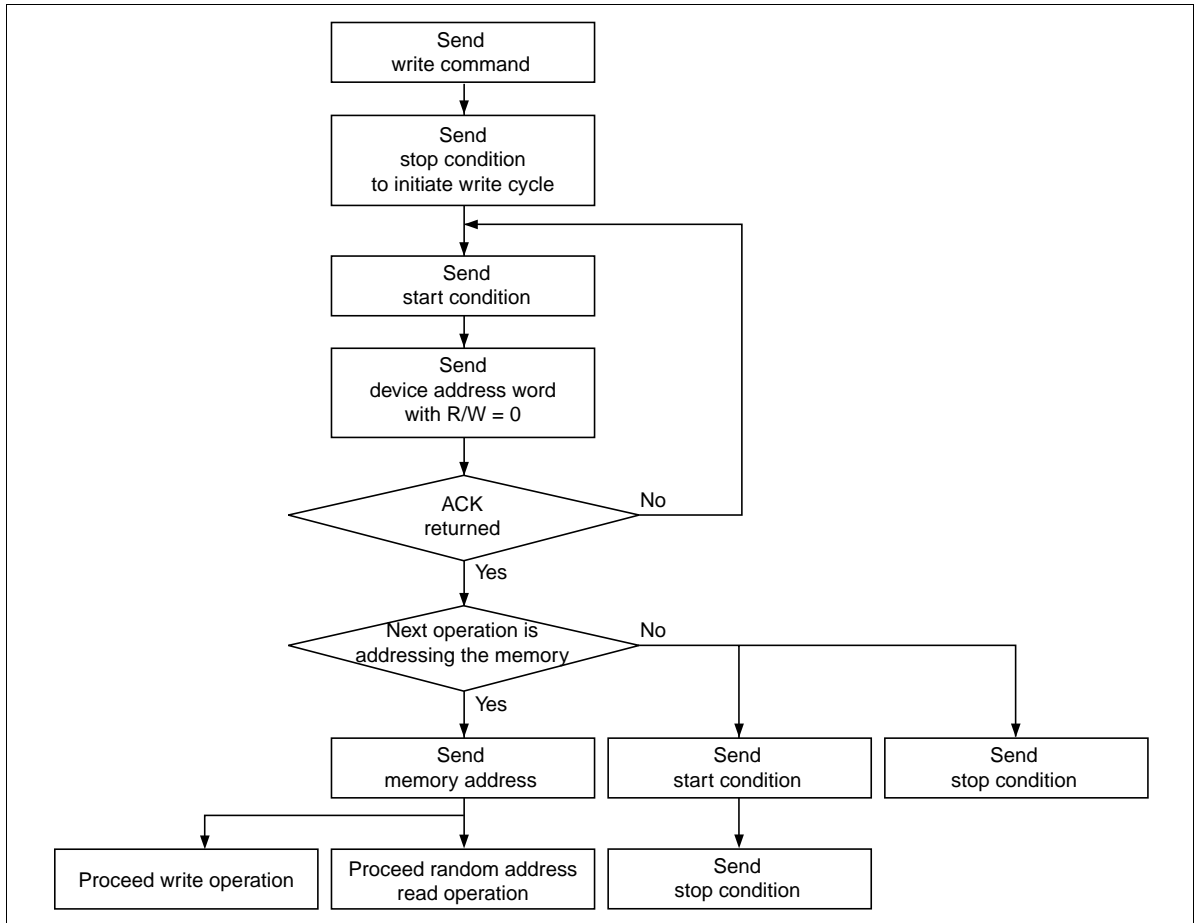 Send
write command
Send
stop condition
to initiate write cycle
Send
start condition
Send
device address word
with R/W = 0
ACK
returned
No
Yes
Next operation is
addressing the memory
No
Yes
Send
memory address
Send
start condition
Send
stop condition
Proceed write operation
Proceed random address
read operation
Send
stop condition